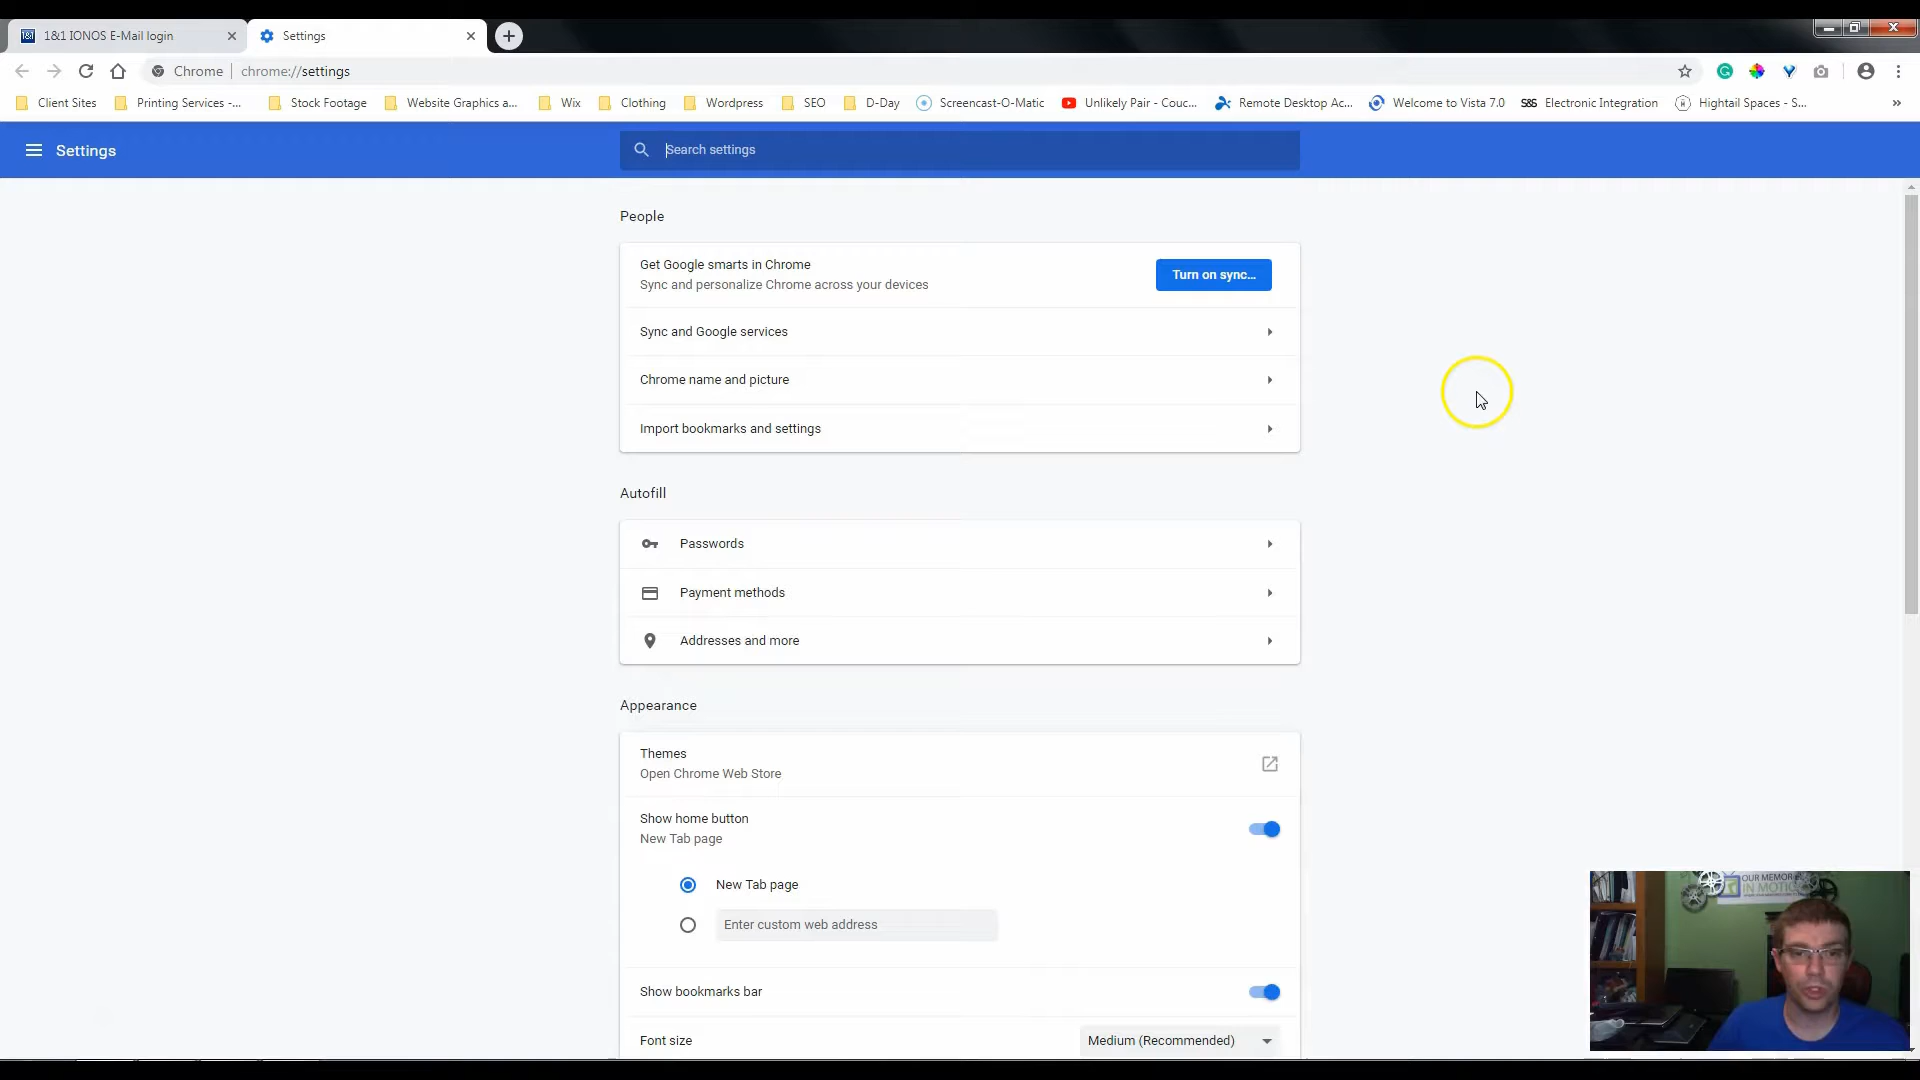 1&1 IONOS E-Mail login
Settings
Chrome
chrome://settings
Client Sites
Printing Services -...
Stock Footage
Website Graphics a...
Wix
Clothing
Wordpress
SEO
D-Day
Screencast-O-Matic
Unlikely Pair - Couc...
Remote Desktop Ac...
Welcome to Vista 7.0
S&S
Electronic Integration
Hightail Spaces - S...
Settings
Search settings
People
Get Google smarts in Chrome
Sync and personalize Chrome across your devices
Turn on sync...
Sync and Google services
Chrome name and picture
Import bookmarks and settings
Autofill
Passwords
Payment methods
Addresses and more
Appearance
Themes
Open Chrome Web Store
Show home button
New Tab page
New Tab page
Enter custom web address
Show bookmarks bar
Font size
Medium (Recommended)
OUR MEMOR
IN MOTIO